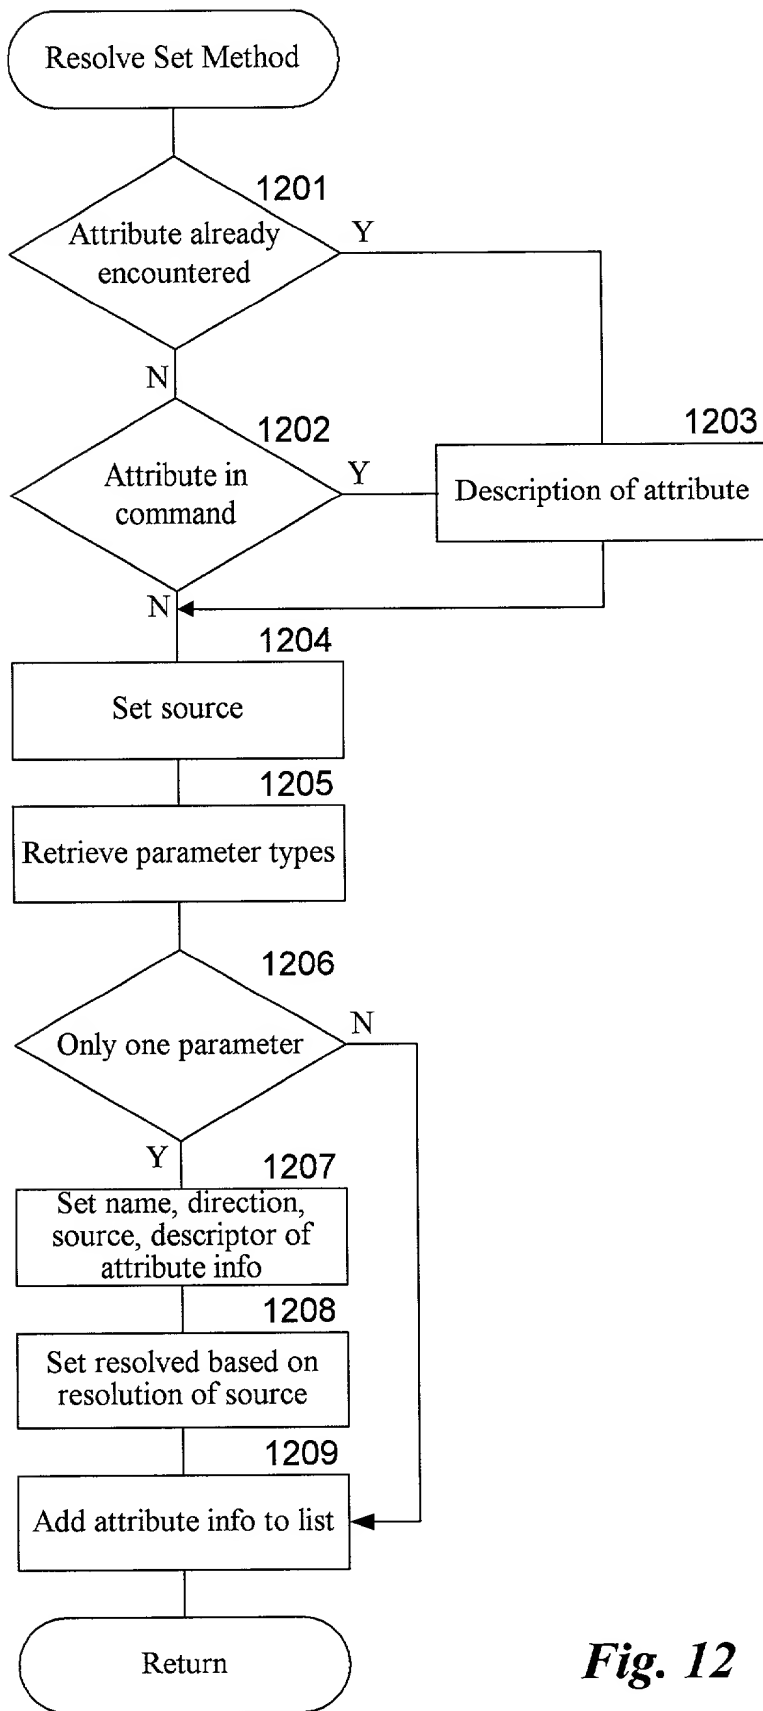 Resolve Set Method
1201
Attribute already
encountered
Y
N
1202
Attribute in
command
Y
1203
Description of attribute
N
1204
Set source
1205
Retrieve parameter types
1206
Only one parameter
N
Y
1207
Set name, direction,
source, descriptor of
attribute info
1208
Set resolved based on
resolution of source
1209
Add attribute info to list
Return
Fig. 12